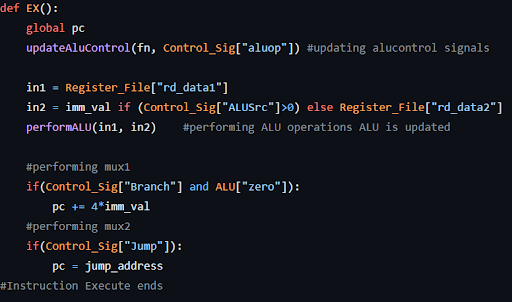 def EX():
    global pc
    updateAluControl(fn, Control_Sig["aluop"]) #updating alucontrol signals

    in1 = Register_File["rd_data1"]
    in2 = imm_val if (Control_Sig["ALUSrc"]>0) else Register_File["rd_data2"]
    performALU(in1, in2)    #performing ALU operations ALU is updated

    #performing mux1
    if(Control_Sig["Branch"] and ALU["zero"]):
        pc += 4*imm_val
    #performing mux2
    if(Control_Sig["Jump"]):
        pc = jump_address
#Instruction Execute ends